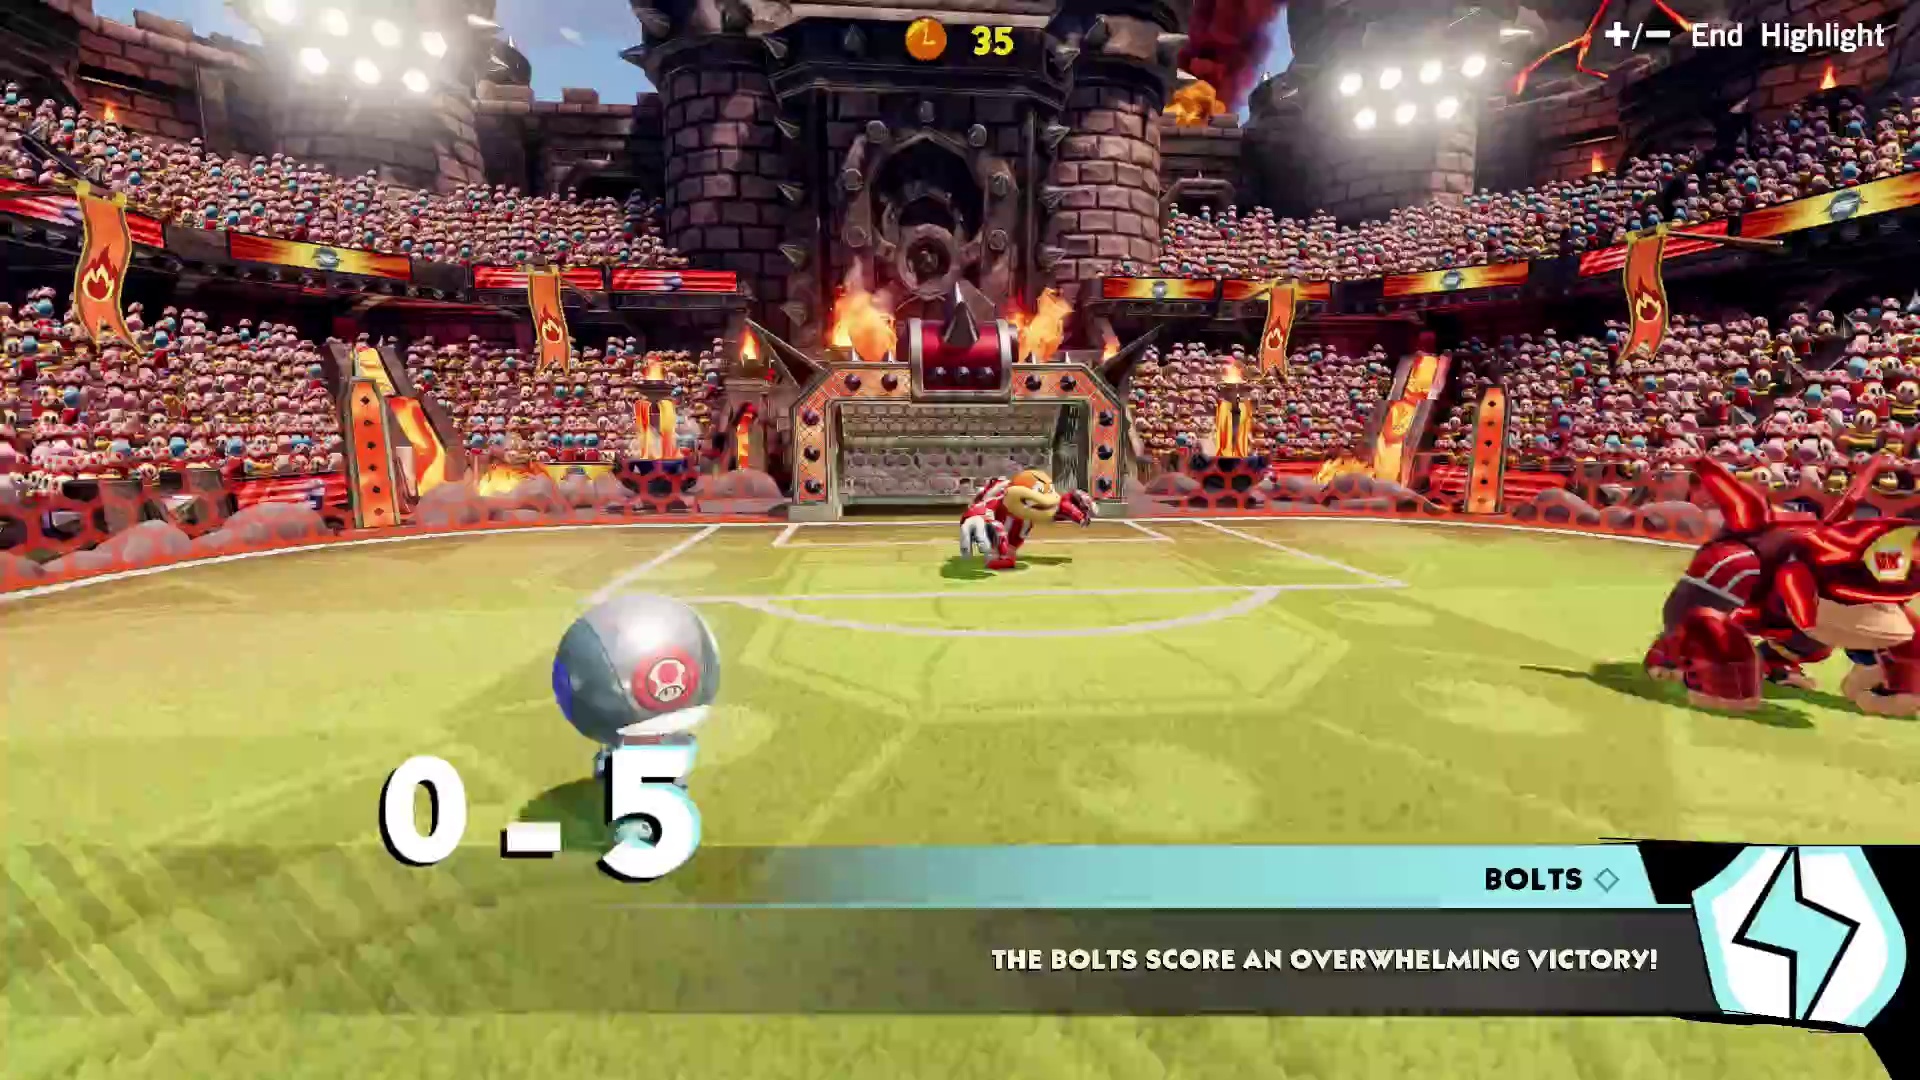 35
+/− End Highlight
0 - 5
BOLTS
THE BOLTS SCORE AN OVERWHELMING VICTORY!